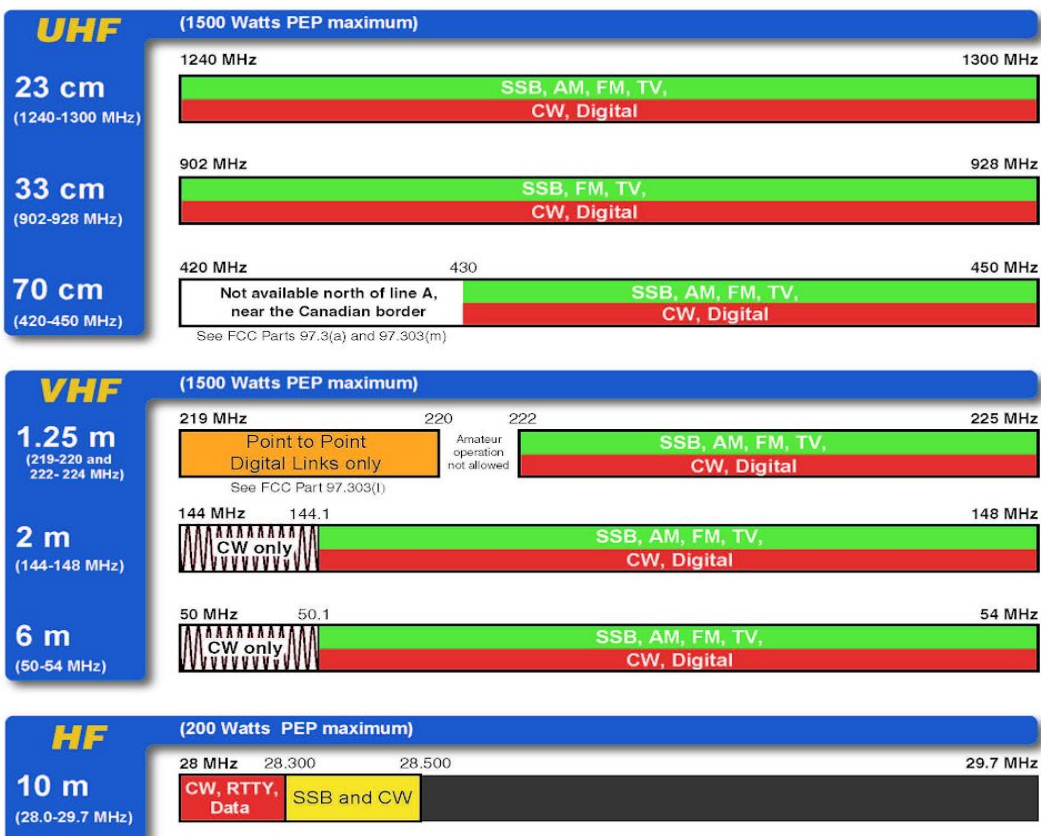 UHF
(1500 Watts PEP maximum)
23 cm
(1240-1300 MHz)
1240 MHz
1300 MHz
SSB, AM, FM, TV,
CW, Digital
33 cm
(902-928 MHz)
902 MHz
928 MHz
SSB, FM, TV,
CW, Digital
70 cm
(420-450 MHz)
420 MHz
430
450 MHz
Not available north of line A,
near the Canadian border
SSB, AM, FM, TV,
CW, Digital
See FCC Parts 97.3(a) and 97.303(m)
VHF
(1500 Watts PEP maximum)
1.25 m
(219-220 and
222- 224 MHz)
219 MHz
220
222
225 MHz
Point to Point
Digital Links only
Amateur
operation
not allowed
SSB, AM, FM, TV,
CW, Digital
See FCC Part 97.303(l)
2 m
(144-148 MHz)
144 MHz
144.1
148 MHz
CW only
SSB, AM, FM, TV,
CW, Digital
6 m
(50-54 MHz)
50 MHz
50.1
54 MHz
CW only
SSB, AM, FM, TV,
CW, Digital
HF
(200 Watts PEP maximum)
10 m
(28.0-29.7 MHz)
28 MHz
28.300
28.500
29.7 MHz
CW, RTTY,
Data
SSB and CW